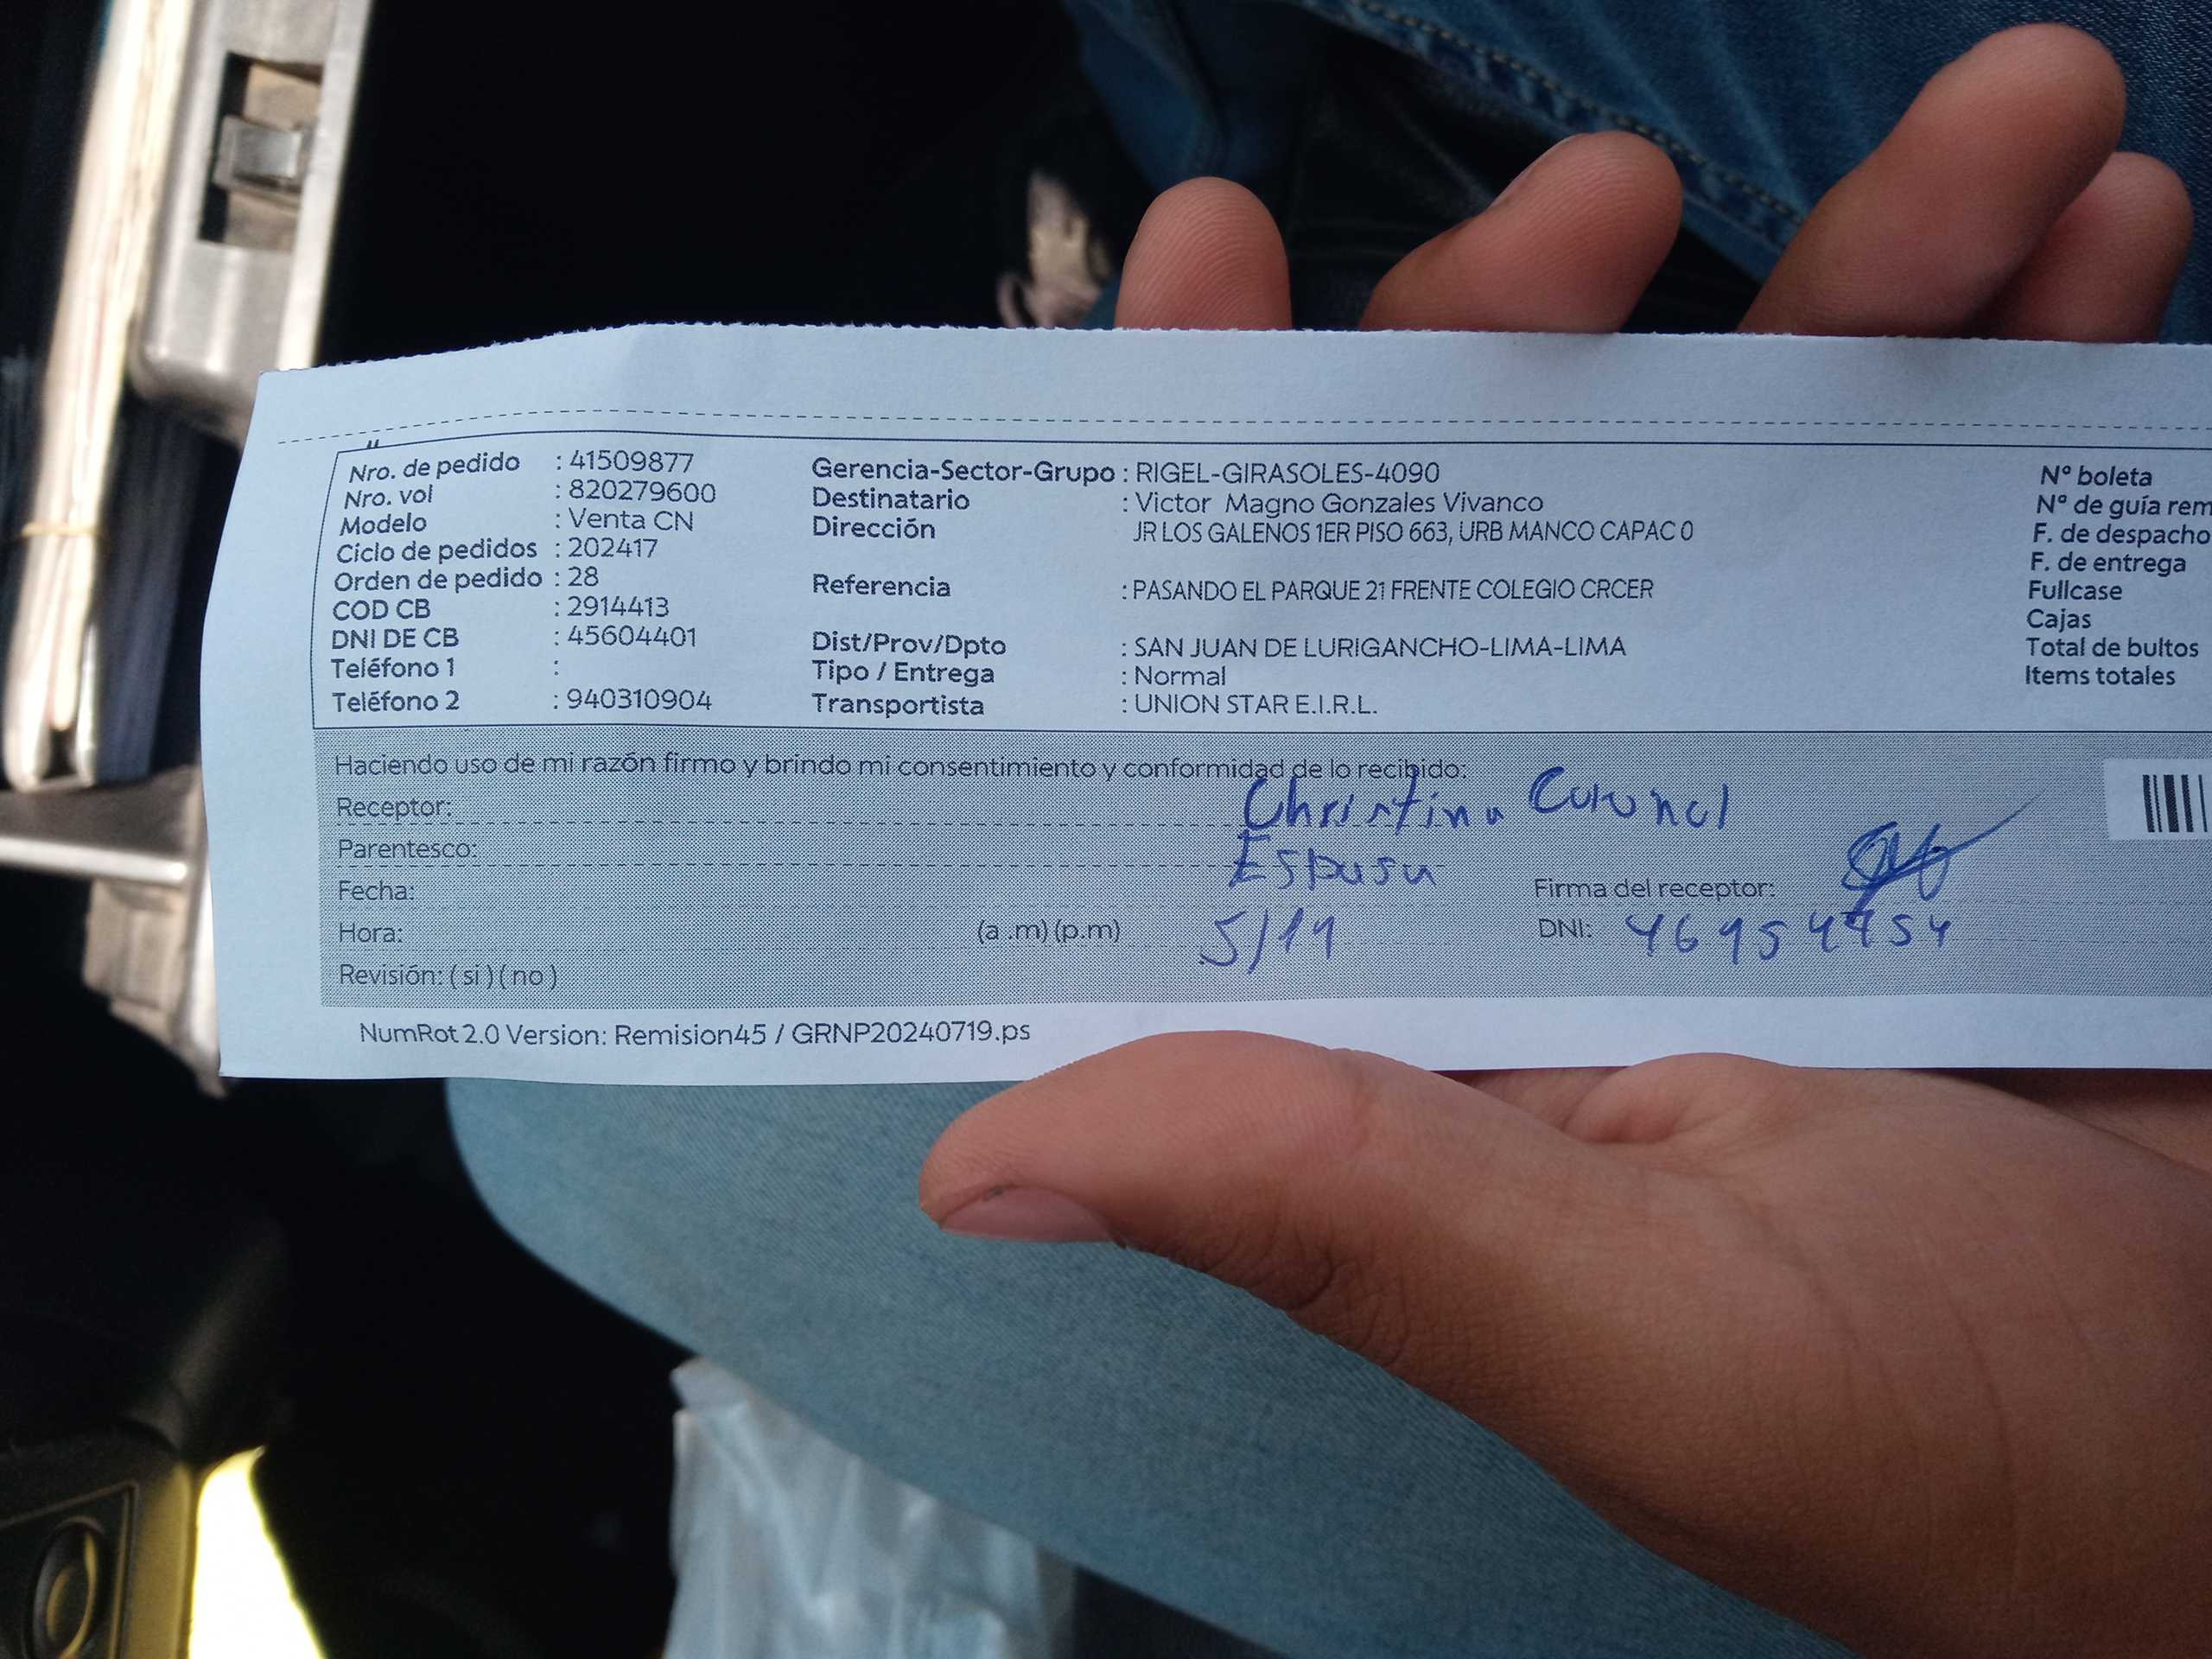 Nro. de pedido : 41509877
Nro. vol : 820279600
Modelo : Venta CN
Ciclo de pedidos : 202417
Orden de pedido : 28
COD CB : 2914413
DNI DE CB : 45604401
Teléfono 1 :
Teléfono 2 : 940310904
Gerencia-Sector-Grupo : RIGEL-GIRASOLES-4090
Destinatario : Victor Magno Gonzales Vivanco
Dirección JR LOS GALENOS 1ER PISO 663, URB MANCO CAPAC 0
Referencia : PASANDO EL PARQUE 21 FRENTE COLEGIO CRCER
Dist/Prov/Dpto : SAN JUAN DE LURIGANCHO-LIMA-LIMA
Tipo / Entrega : Normal
Transportista : UNION STAR E.I.R.L.
Nº boleta
Nº de guía rem
F. de despacho
F. de entrega
Fullcase
Cajas
Total de bultos
Items totales
Haciendo uso de mi razón firmo y brindo mi consentimiento y conformidad de lo recibido:
Receptor: Christina Coronel
Parentesco: Esposa
Fecha: Firma del receptor:
Hora: (a .m) (p.m) 5/11 DNI:
Revisión: ( si ) ( no )
NumRot 2.0 Version: Remision45 / GRNP20240719.ps